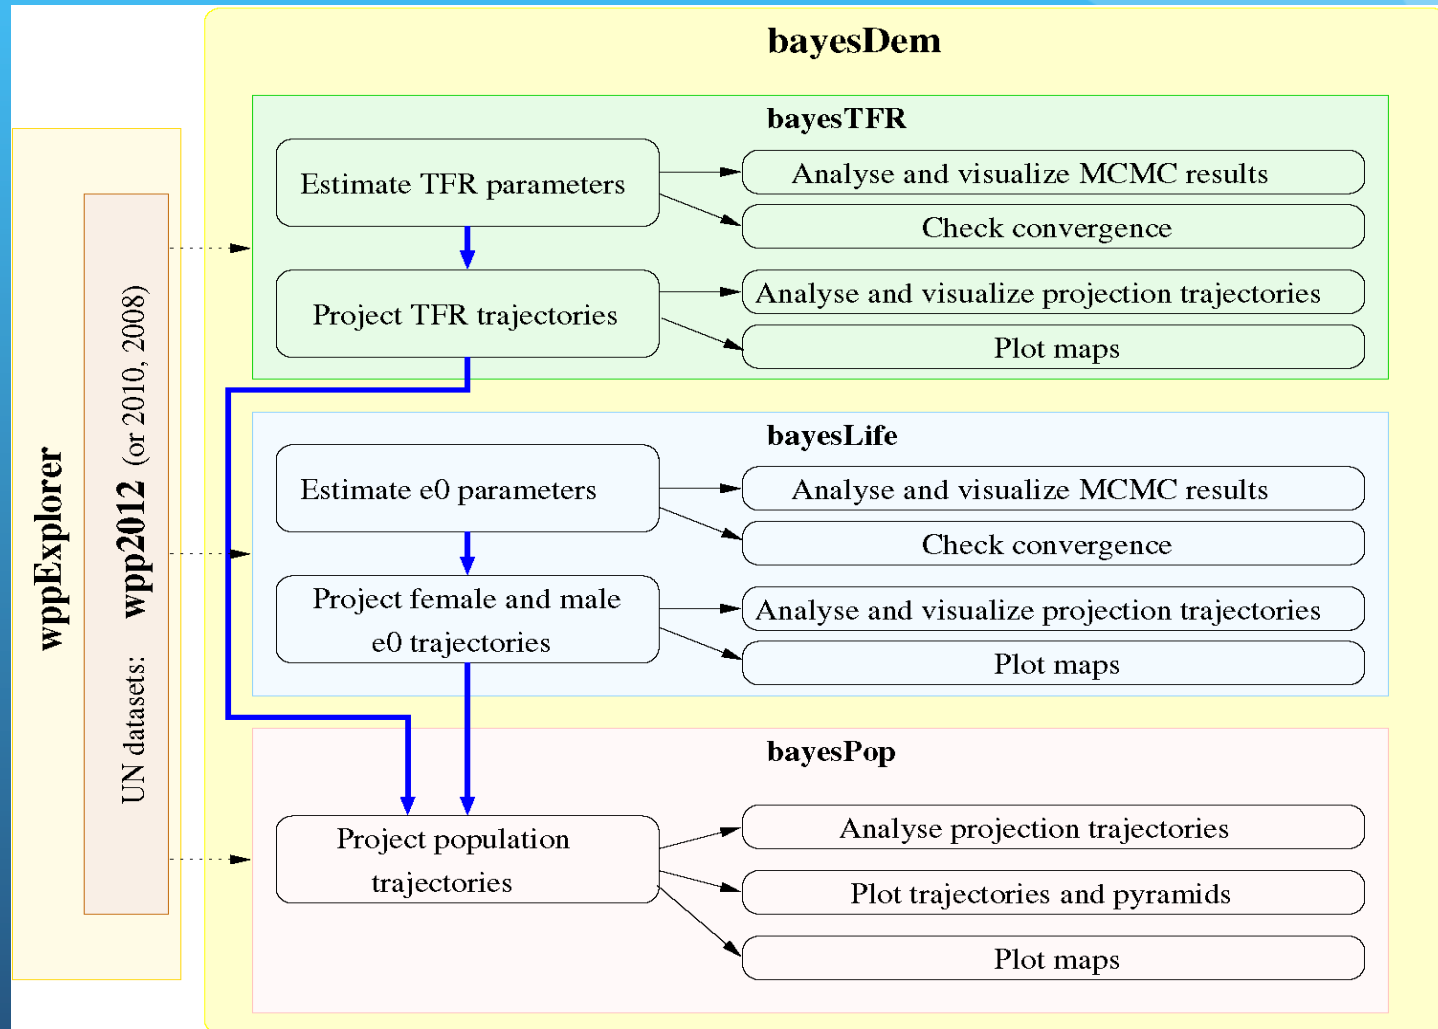 bayesDem
wppExplorer
UN datasets: wpp2012 (or 2010, 2008)
bayesTFR
Estimate TFR parameters
Analyse and visualize MCMC results
Check convergence
Project TFR trajectories
Analyse and visualize projection trajectories
Plot maps
bayesLife
Estimate e0 parameters
Analyse and visualize MCMC results
Check convergence
Project female and male
e0 trajectories
Analyse and visualize projection trajectories
Plot maps
bayesPop
Project population
trajectories
Analyse projection trajectories
Plot trajectories and pyramids
Plot maps